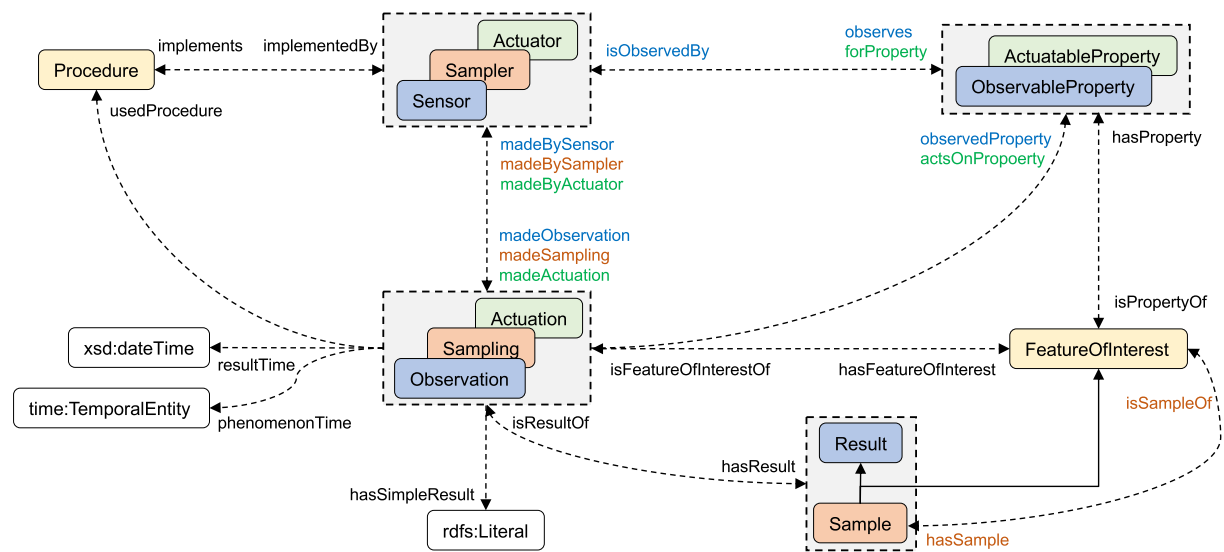 Actuator
implements
implementedBy
isObservedBy
observes
forProperty
ActuatableProperty
Procedure
Sampler
ObservableProperty
Sensor
usedProcedure
madeBySensor
madeBySampler
madeByActuator
observedProperty
actsOnPropoerty
hasProperty
madeObservation
madeSampling
madeActuation
isPropertyOf
Actuation
xsd:dateTime
Sampling
FeatureOfInterest
resultTime
Observation
isFeatureOfInterestOf
hasFeatureOfInterest
time:TemporalEntity
phenomenonTime
isResultOf
isSampleOf
Result
hasResult
hasSimpleResult
rdfs:Literal
Sample
hasSample